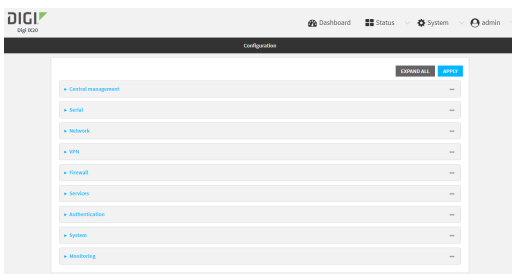 DIGI
Digi IX20
Dashboard Status System admin
Configuration
EXPAND ALL APPLY
Central management
Serial
Network
VPN
Firewall
Services
Authentication
System
Monitoring